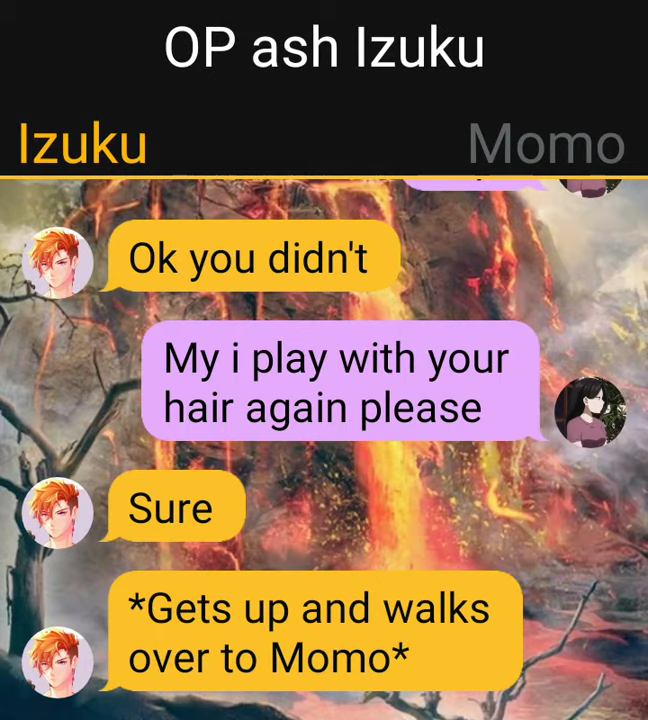 OP ash Izuku
Izuku
Momo
Ok you didn't
My i play with your
hair again please
Sure
*Gets up and walks
over to Momo*